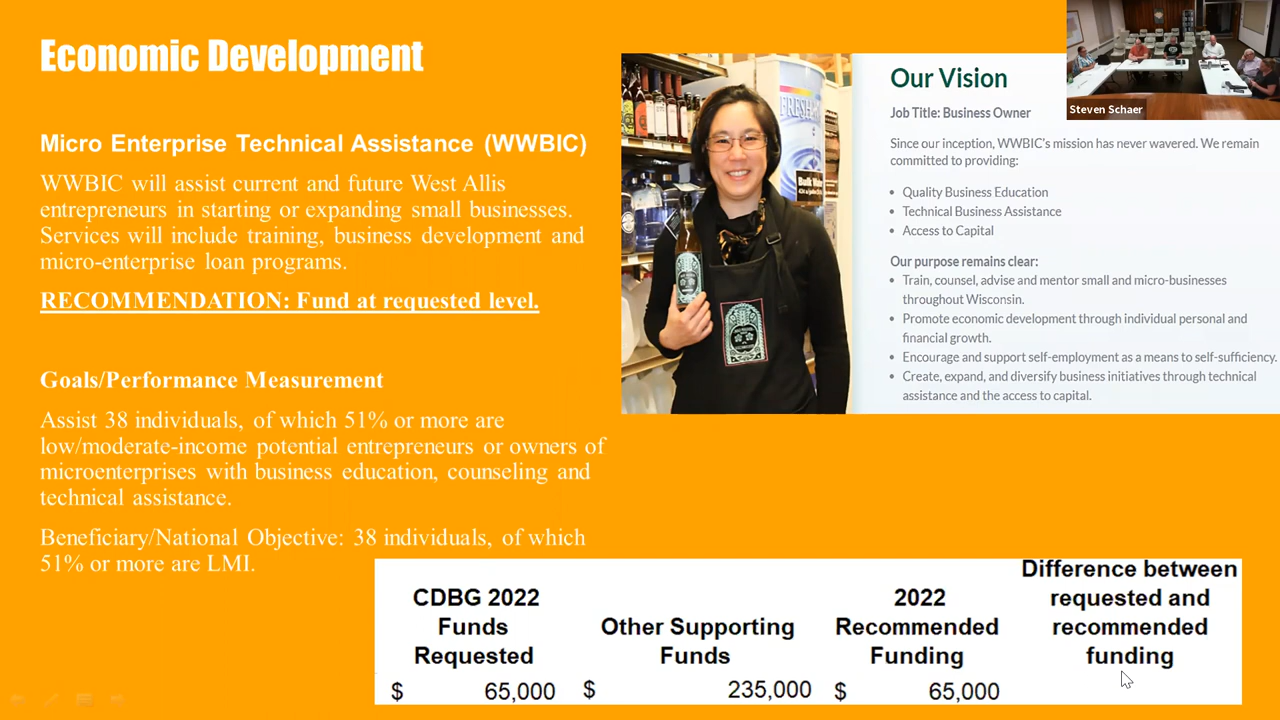 Economic Development
Micro Enterprise Technical Assistance (WWBIC)
WWBIC will assist current and future West Allis
entrepreneurs in starting or expanding small businesses.
Services will include training, business development and
micro-enterprise loan programs.
RECOMMENDATION: Fund at requested level.
Goals/Performance Measurement
Assist 38 individuals, of which 51% or more are
low/moderate-income potential entrepreneurs or owners of
microenterprises with business education, counseling and
technical assistance.
Beneficiary/National Objective: 38 individuals, of which
51% or more are LMI.
FRESH
Bulk
Our Vision
Job Title: Business Owner
Since our inception, WWBIC's mission has never wavered. We remain
committed to providing:
• Quality Business Education
• Technical Business Assistance
• Access to Capital
Our purpose remains clear:
• Train, counsel, advise and mentor small and micro-businesses
throughout Wisconsin.
• Promote economic development through individual personal and
financial growth.
• Encourage and support self-employment as a means to self-sufficiency.
• Create, expand, and diversify business initiatives through technical
assistance and the access to capital.
Steven Schaer
CDBG 2022
Funds
Requested
Other Supporting
Funds
2022
Recommended
Funding
Difference between
requested and
recommended
funding
$ 65,000 $ 235,000 $ 65,000